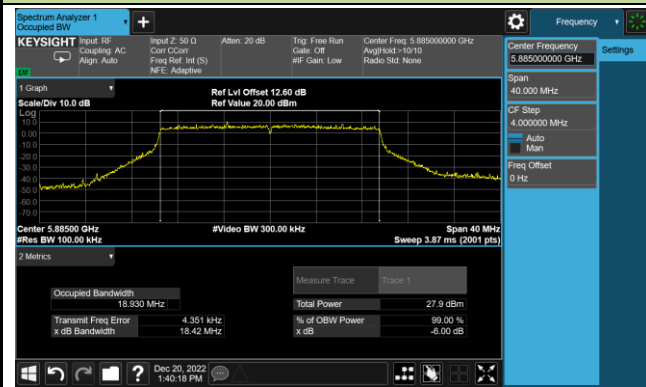 Spectrum Analyzer 1
Occupied BW
Frequency
KEYSIGHT
Input: RF
Coupling: AC
Align: Auto
Input Z: 50 Ω
Corr CCorr
Freq Ref: Int (S)
NFE: Adaptive
Atten: 20 dB
Trig: Free Run
Gate: Off
#IF Gain: Low
Center Freq: 5.885000000 GHz
Avg|Hold:>10/10
Radio Std: None
Center Frequency
5.885000000 GHz
Settings
Span
40.000 MHz
CF Step
4.000000 MHz
Auto
Man
Freq Offset
0 Hz
1 Graph
Scale/Div 10.0 dB
Ref Lvl Offset 12.60 dB
Ref Value 20.00 dBm
Log
10.0
0.00
-10.0
-20.0
-30.0
-40.0
-50.0
-60.0
-70.0
Center 5.88500 GHz
#Video BW 300.00 kHz
Span 40 MHz
#Res BW 100.00 kHz
Sweep 3.87 ms (2001 pts)
2 Metrics
Measure Trace
Trace 1
Occupied Bandwidth
18.930 MHz
Total Power
27.9 dBm
Transmit Freq Error
4.351 kHz
% of OBW Power
99.00 %
x dB Bandwidth
18.42 MHz
x dB
-6.00 dB
Dec 20, 2022
1:40:18 PM